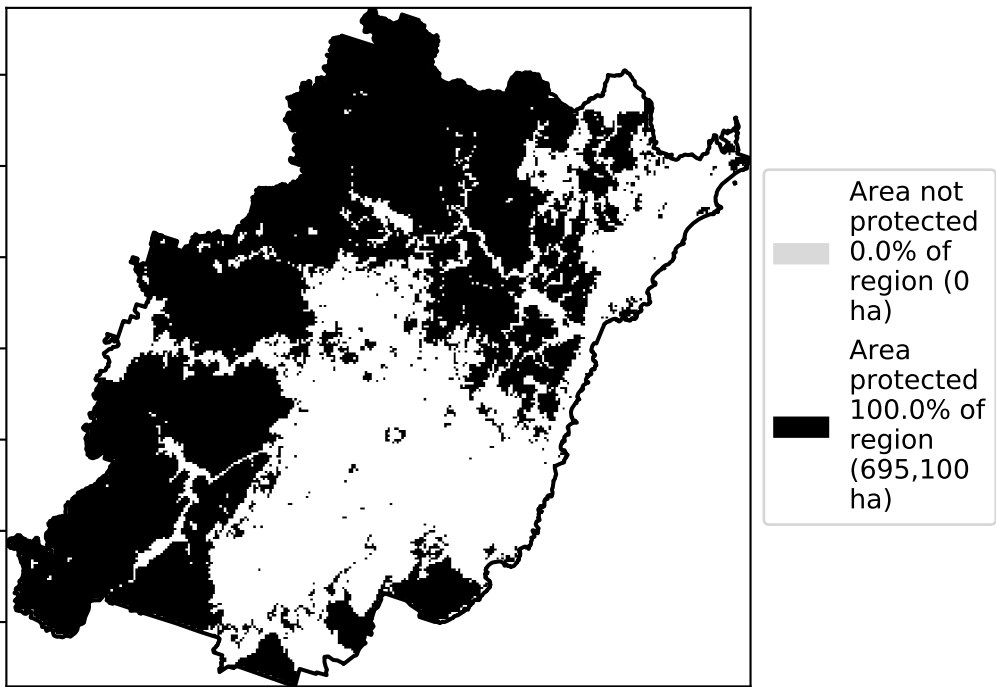 Area not
protected
0.0% of
region (0
ha)
Area
protected
100.0% of
region
(695,100
ha)